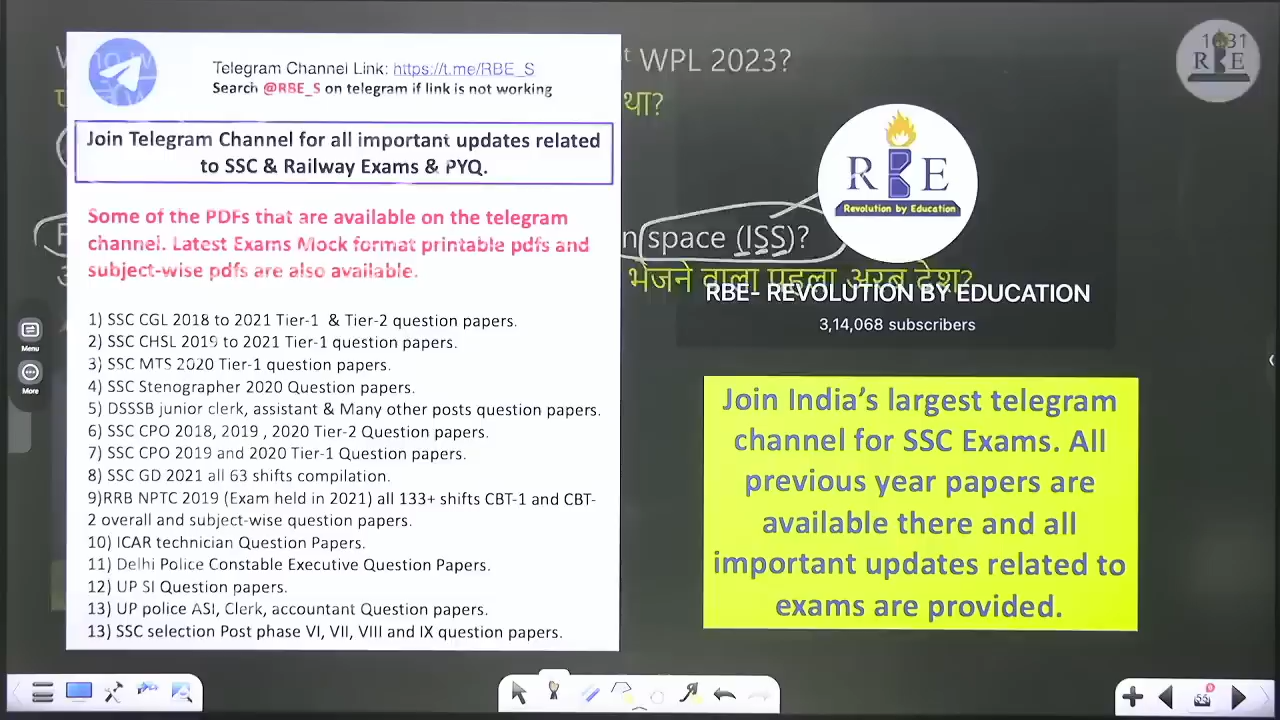 Telegram Channel Link: https://t.me/RBE_S
Search @RBE_S on telegram if link is not working
Join Telegram Channel for all important updates related
to SSC & Railway Exams & PYQ.
Some of the PDFs that are available on the telegram
channel. Latest Exams Mock format printable pdfs and
subject-wise pdfs are also available.
1) SSC CGL 2018 to 2021 Tier-1 & Tier-2 question papers.
2) SSC CHSL 2019 to 2021 Tier-1 question papers.
3) SSC MTS 2020 Tier-1 question papers.
4) SSC Stenographer 2020 Question papers.
5) DSSSB junior clerk, assistant & Many other posts question papers.
6) SSC CPO 2018, 2019 , 2020 Tier-2 Question papers.
7) SSC CPO 2019 and 2020 Tier-1 Question papers.
8) SSC GD 2021 all 63 shifts compilation.
9)RRB NPTC 2019 (Exam held in 2021) all 133+ shifts CBT-1 and CBT-
2 overall and subject-wise question papers.
10) ICAR technician Question Papers.
11) Delhi Police Constable Executive Question Papers.
12) UP SI Question papers.
13) UP police ASI, Clerk, accountant Question papers.
13) SSC selection Post phase VI, VII, VIII and IX question papers.
WPL 2023?
था?
space (ISS)?
भेजने वाला पहला अरब देश?
RBE
RBE
Revolution by Education
RBE- REVOLUTION BY EDUCATION
3,14,068 subscribers
Join India's largest telegram
channel for SSC Exams. All
previous year papers are
available there and all
important updates related to
exams are provided.
Menu
More